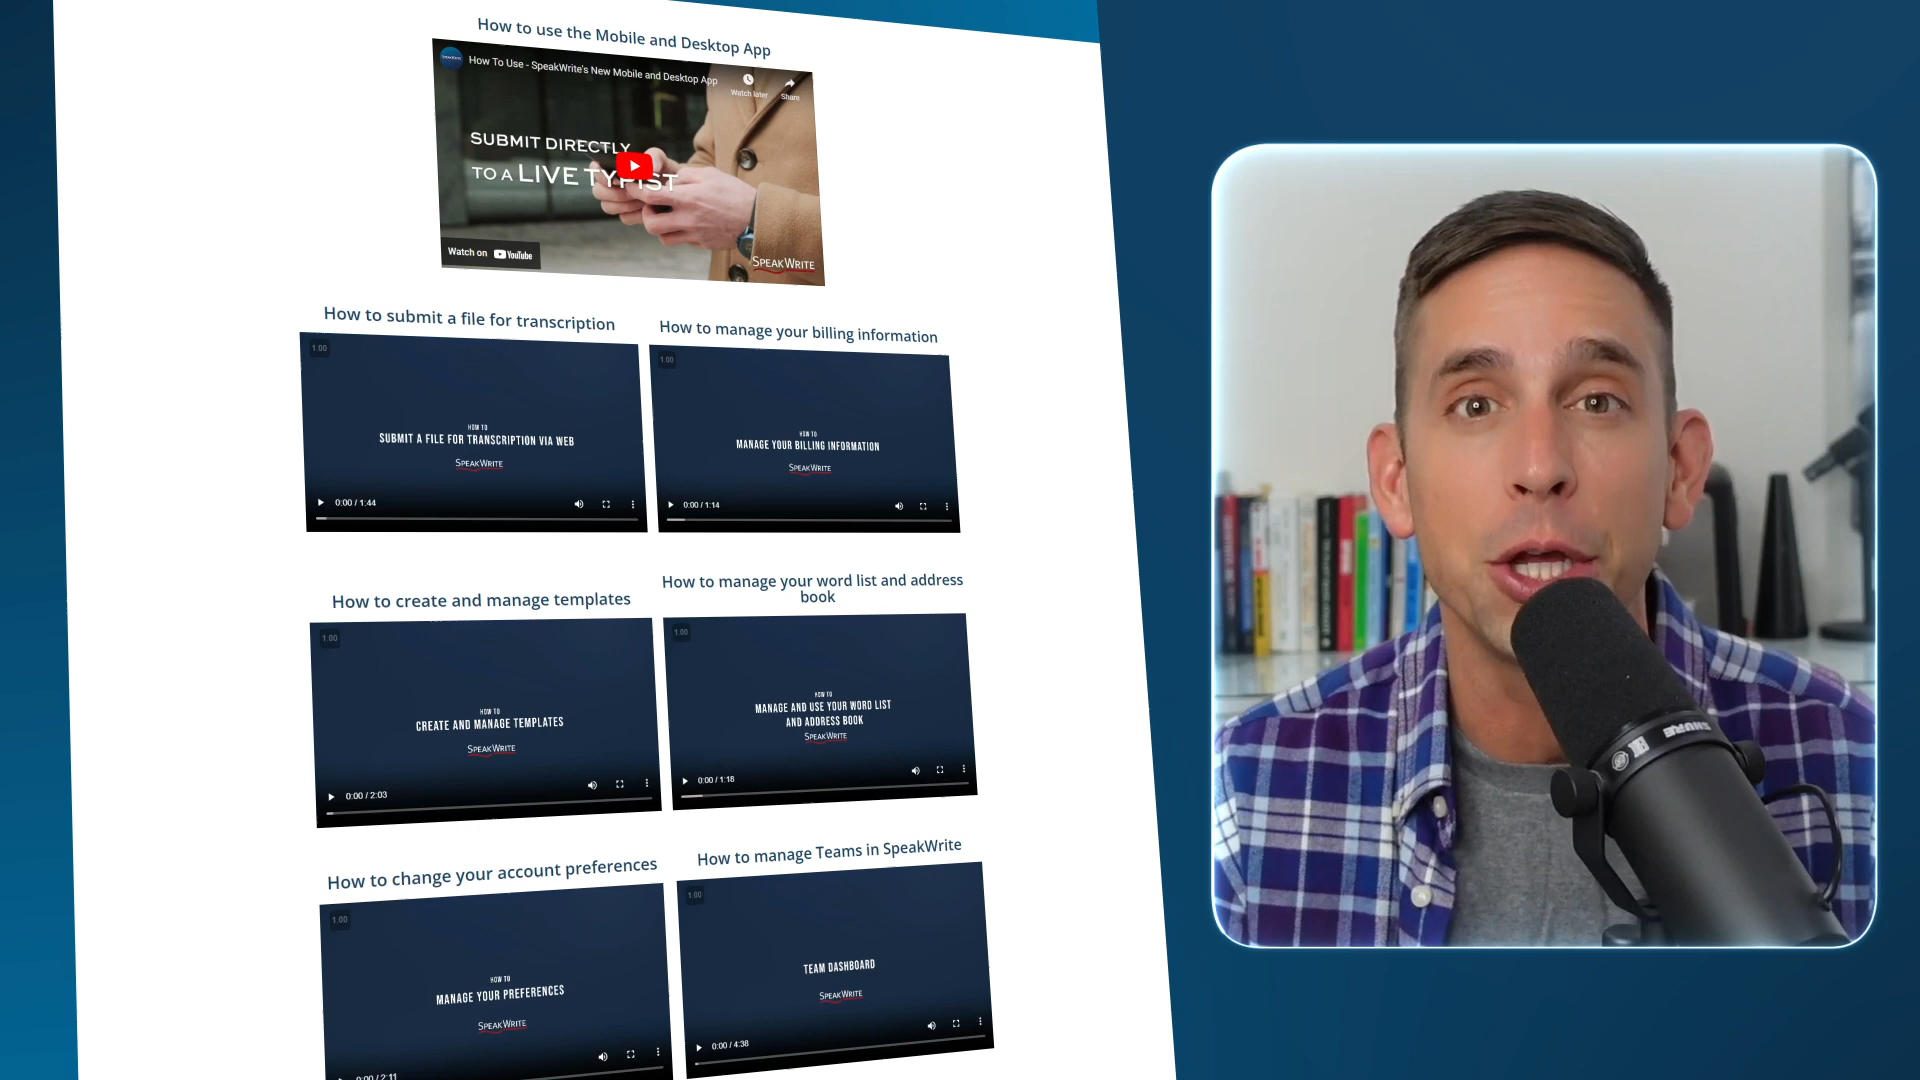 How to use the Mobile and Desktop App
How To Use - SpeakWrite's New Mobile and Desktop App
Watch later
Share
SUBMIT DIRECTLY
TO A LIVE TYPIST
Watch on YouTube
SPEAKWRITE
How to submit a file for transcription
1.00
HOW TO
SUBMIT A FILE FOR TRANSCRIPTION VIA WEB
SPEAKWRITE
0:00 / 1:44
How to manage your billing information
1.00
HOW TO
MANAGE YOUR BILLING INFORMATION
SPEAKWRITE
0:00 / 1:14
How to create and manage templates
1.00
HOW TO
CREATE AND MANAGE TEMPLATES
SPEAKWRITE
0:00 / 2:03
How to manage your word list and address
book
1.00
HOW TO
MANAGE AND USE YOUR WORD LIST
AND ADDRESS BOOK
SPEAKWRITE
0:00 / 1:18
How to change your account preferences
1.00
HOW TO
MANAGE YOUR PREFERENCES
SPEAKWRITE
0:00 / 2:11
How to manage Teams in SpeakWrite
1.00
TEAM DASHBOARD
SPEAKWRITE
0:00 / 4:38
SHURE